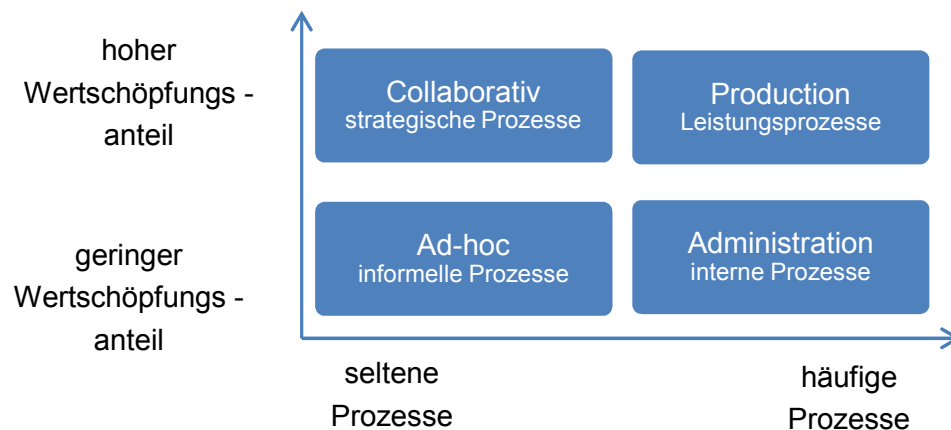 hoher
Wertschöpfungs -
anteil
Collaborativ
strategische Prozesse
Production
Leistungsprozesse
geringer
Wertschöpfungs -
anteil
Ad-hoc
informelle Prozesse
Administration
interne Prozesse
seltene
Prozesse
häufige
Prozesse